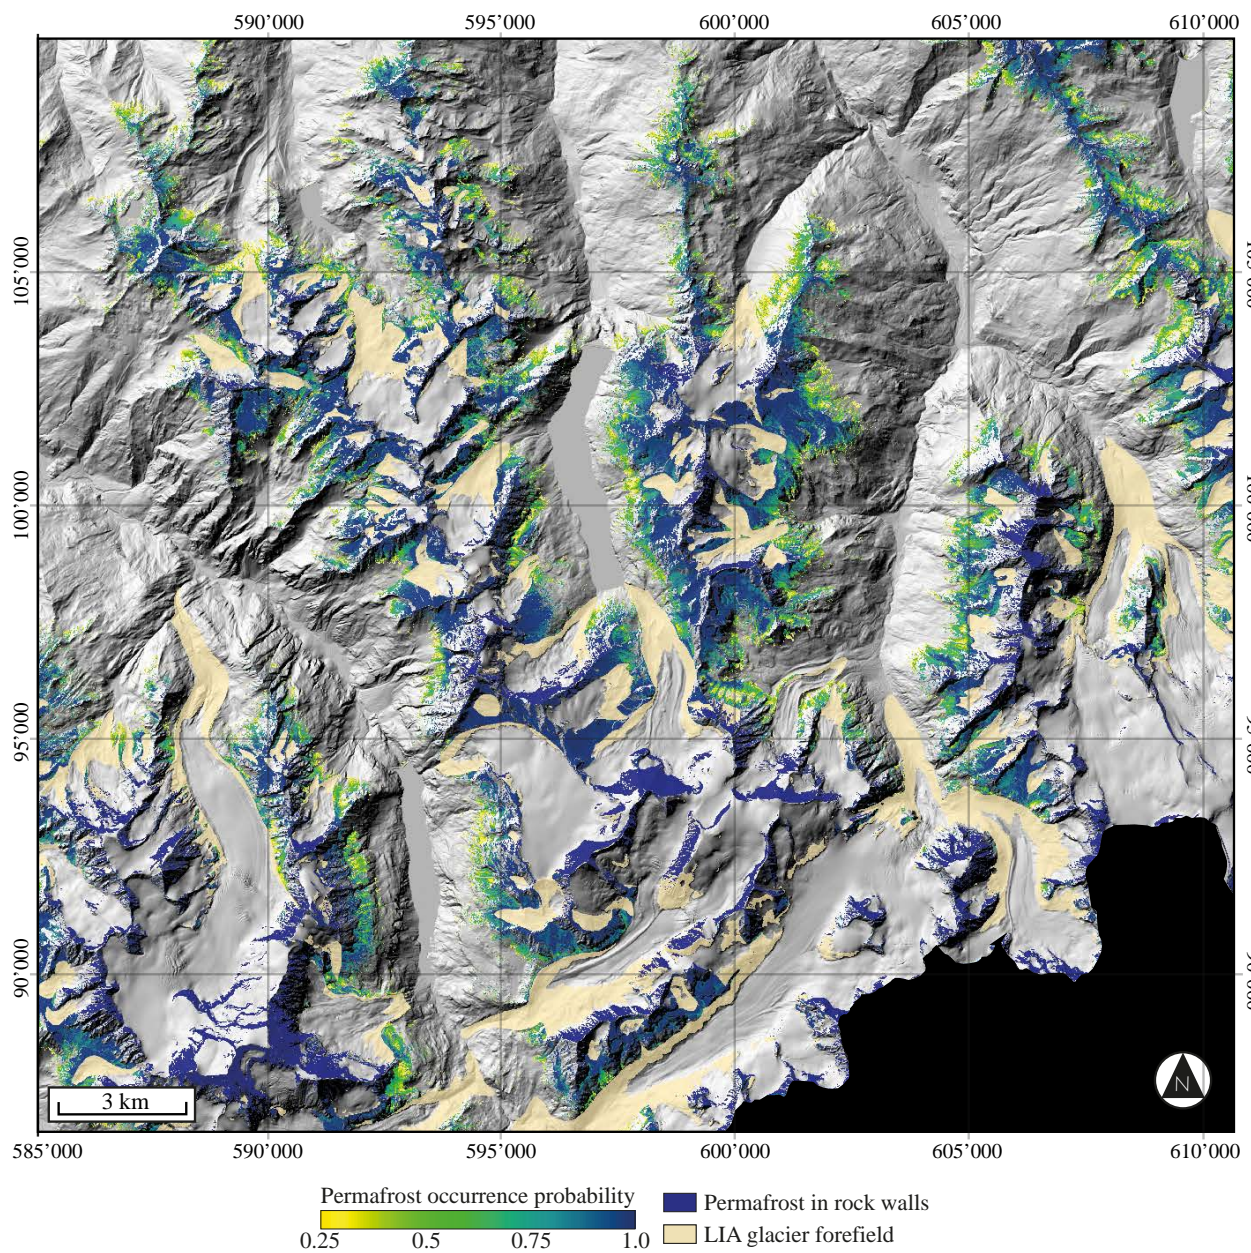 590’000 595’000 600’000 605’000 610’000
105’000
100’000
95’000
90’000
N
3 km
585’000 590’000 595’000 600’000 605’000 610’000
Permafrost occurrence probability
0.25 0.5 0.75 1.0
Permafrost in rock walls
LIA glacier forefield